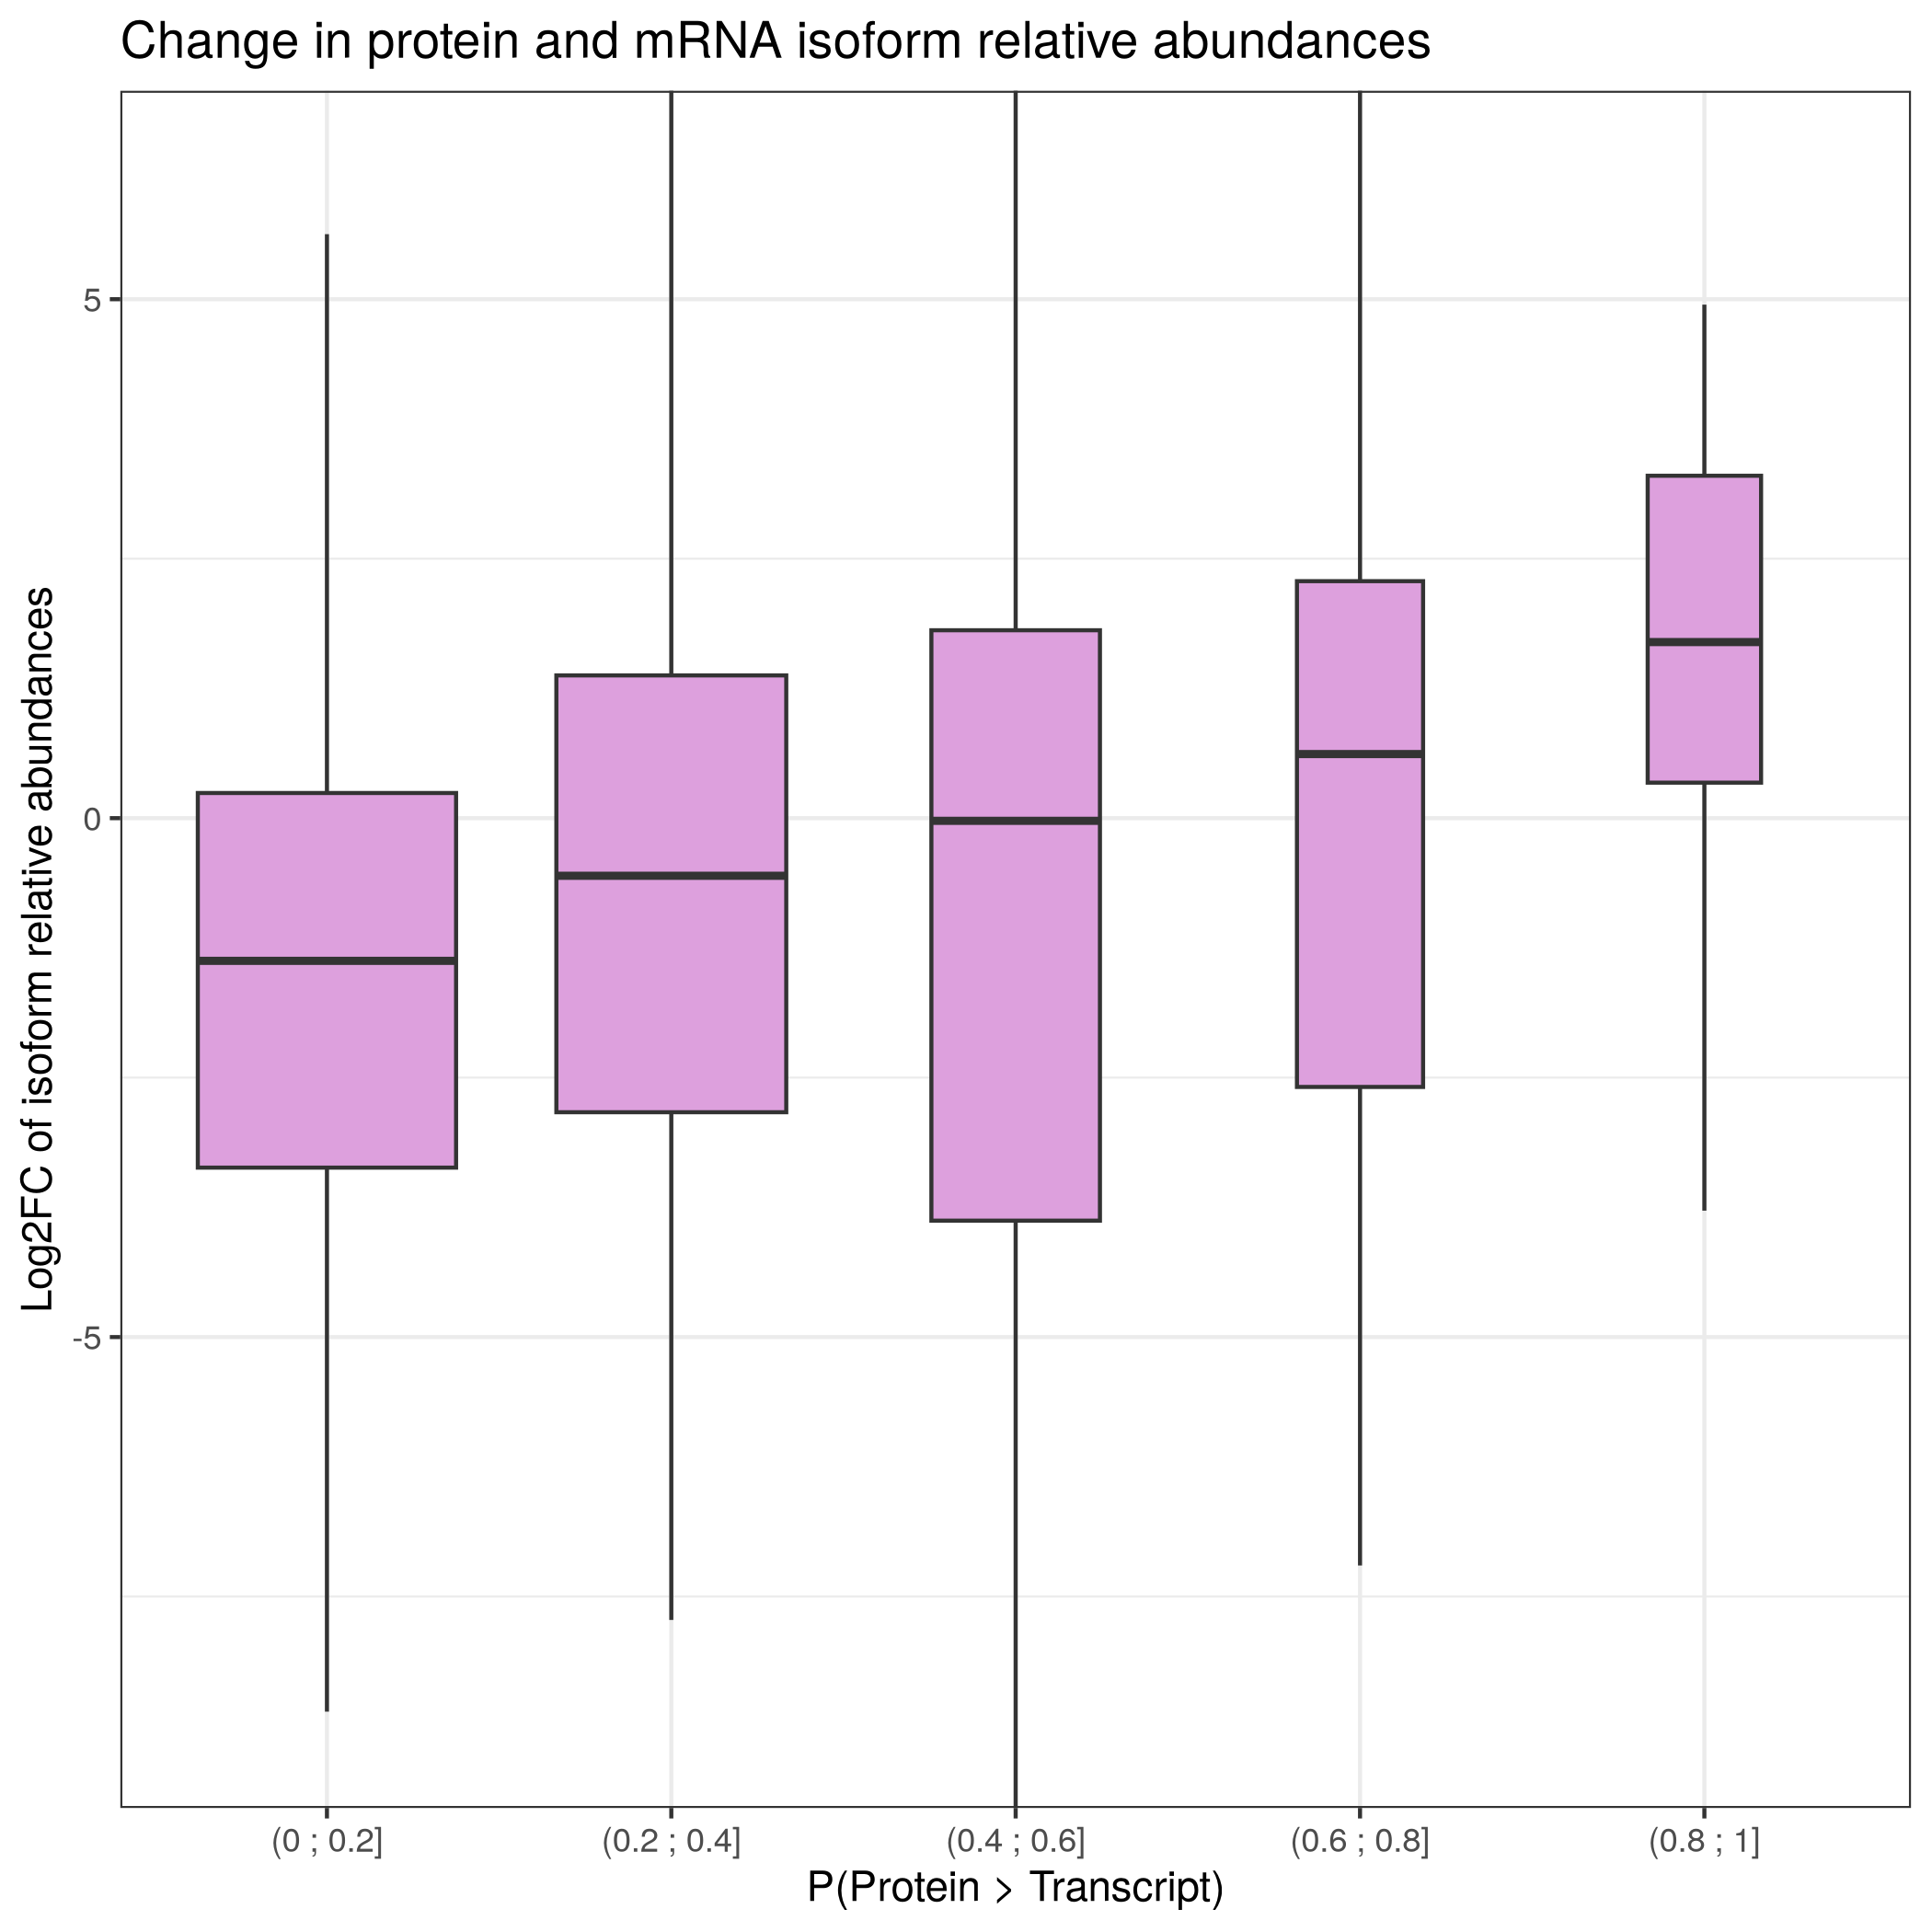 Change in protein and mRNA isoform relative abundances
Log2FC of isoform relative abundances
5
0
-5
(0 ; 0.2]
(0.2 ; 0.4]
(0.4 ; 0.6]
(0.6 ; 0.8]
(0.8 ; 1]
P(Protein > Transcript)